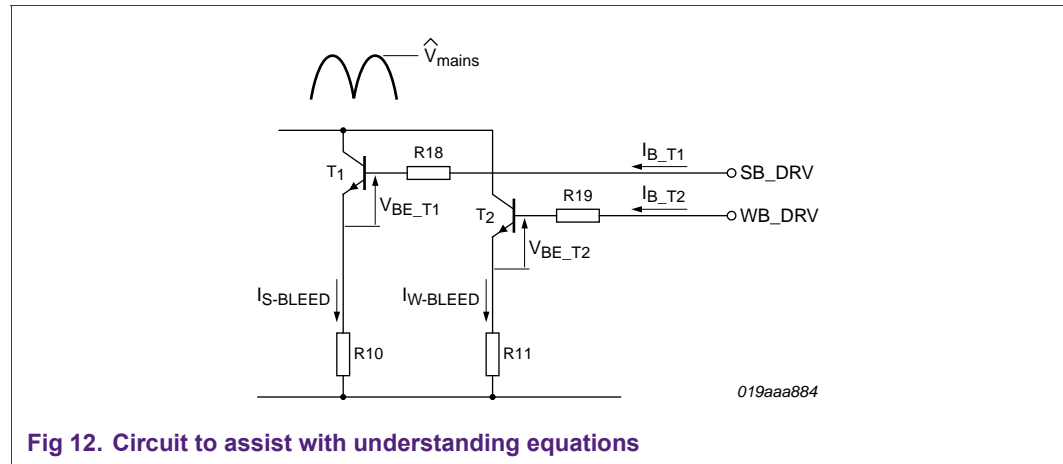 V̂mains
R18
IB_T1
SB_DRV
T1
VBE_T1
R19
IB_T2
WB_DRV
T2
VBE_T2
IS-BLEED
IW-BLEED
R10
R11
019aaa884
Fig 12. Circuit to assist with understanding equations